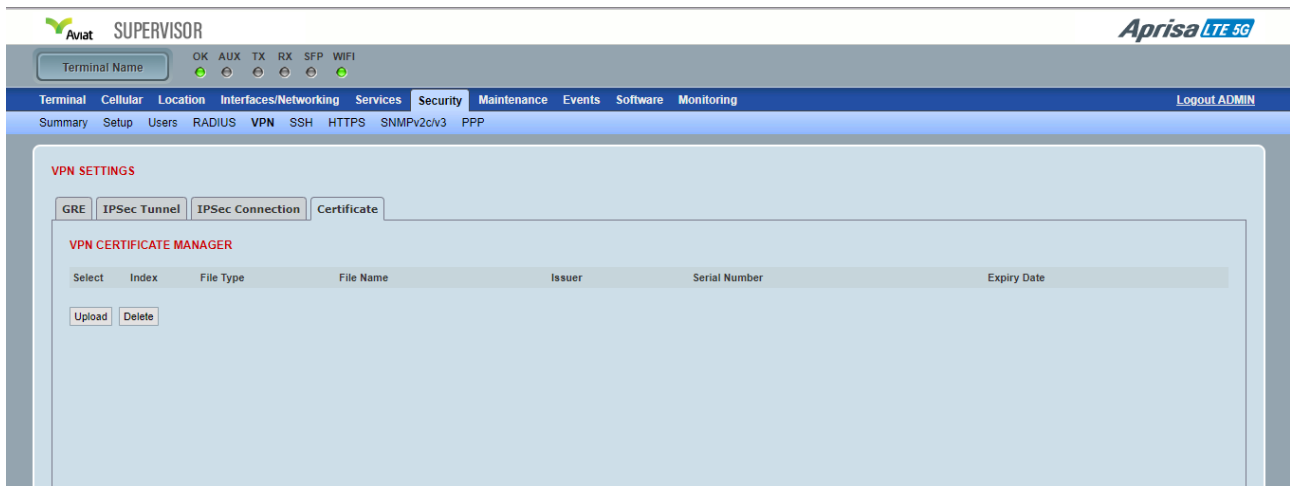 Aviat SUPERVISOR Aprisa LTE 5G
Terminal Name OK AUX TX RX SFP WIFI
Terminal Cellular Location Interfaces/Networking Services Security Maintenance Events Software Monitoring Logout ADMIN
Summary Setup Users RADIUS VPN SSH HTTPS SNMPv2c/v3 PPP
VPN SETTINGS
GRE IPSec Tunnel IPSec Connection Certificate
VPN CERTIFICATE MANAGER
Select Index File Type File Name Issuer Serial Number Expiry Date
Upload Delete